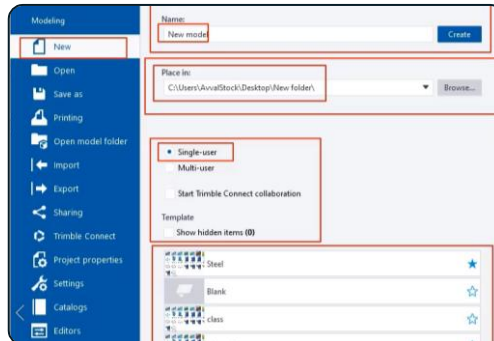 Modeling
New
Open
Save as
Printing
Open model folder
Import
Export
Sharing
Trimble Connect
Project properties
Settings
Catalogs
Editors
Name:
New model
Create
Place in:
C:\Users\AvvalStock\Desktop\New folder\
Browse...
Single-user
Multi-user
Start Trimble Connect collaboration
Template
Show hidden items (0)
Steel
Blank
class